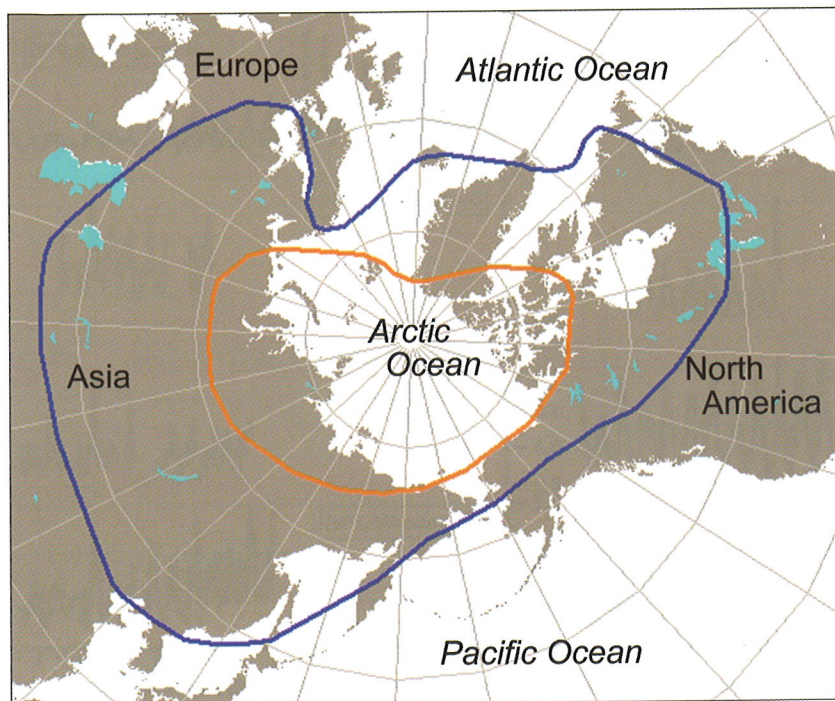 Europe
Atlantic Ocean
Arctic
Ocean
Asia
North
America
Pacific Ocean